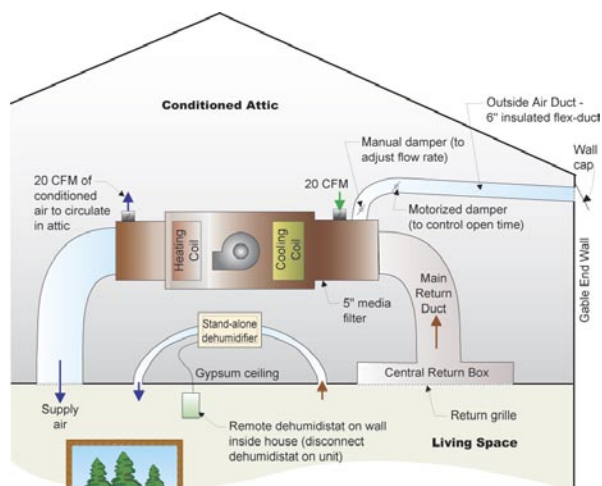 Conditioned Attic
Outside Air Duct -
6" insulated flex-duct
Manual damper (to
adjust flow rate)
Wall
cap
20 CFM of
conditioned
air to circulate
in attic
20 CFM
Motorized damper
(to control open time)
Heating
Coil
Cooling
Coil
Main
Return
Duct
Gable End Wall
5" media
filter
Stand-alone
dehumidifier
Gypsum ceiling
Central Return Box
Supply
air
Remote dehumidistat on wall
inside house (disconnect
dehumidistat on unit)
Return grille
Living Space